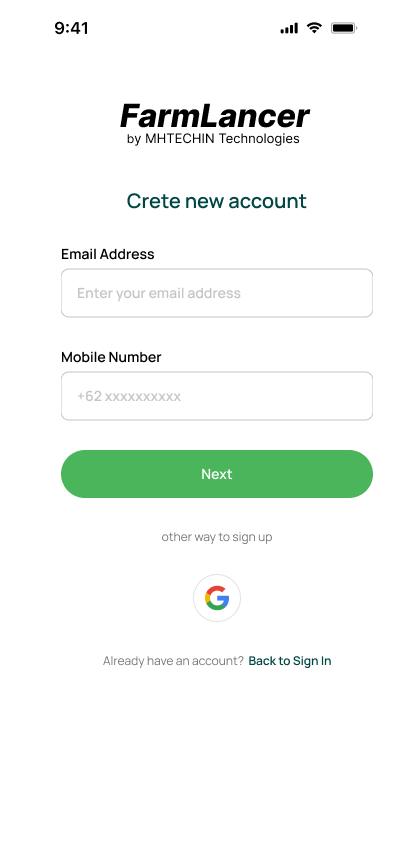 9:41
FarmLancer
by MHTECHIN Technologies
Crete new account
Email Address
Enter your email address
Mobile Number
+62 xxxxxxxxxx
Next
other way to sign up
Already have an account? Back to Sign In